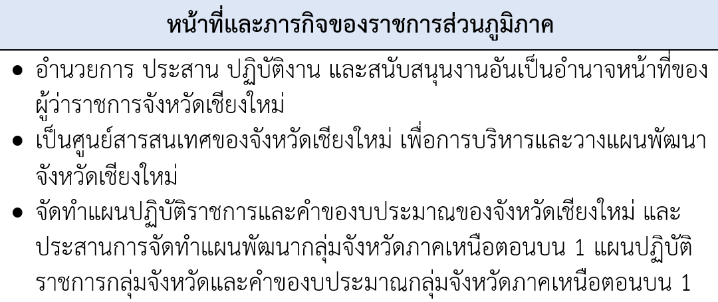 หน้าที่และภารกิจของราชการส่วนภูมิภาค
● อำนวยการ ประสาน ปฏิบัติงาน และสนับสนุนงานอันเป็นอำนาจหน้าที่ของ
ผู้ว่าราชการจังหวัดเชียงใหม่
● เป็นศูนย์สารสนเทศของจังหวัดเชียงใหม่ เพื่อการบริหารและวางแผนพัฒนา
จังหวัดเชียงใหม่
● จัดทำแผนปฏิบัติราชการและคำของบประมาณของจังหวัดเชียงใหม่ และ
ประสานการจัดทำแผนพัฒนากลุ่มจังหวัดภาคเหนือตอนบน 1 แผนปฏิบัติ
ราชการกลุ่มจังหวัดและคำของบประมาณกลุ่มจังหวัดภาคเหนือตอนบน 1